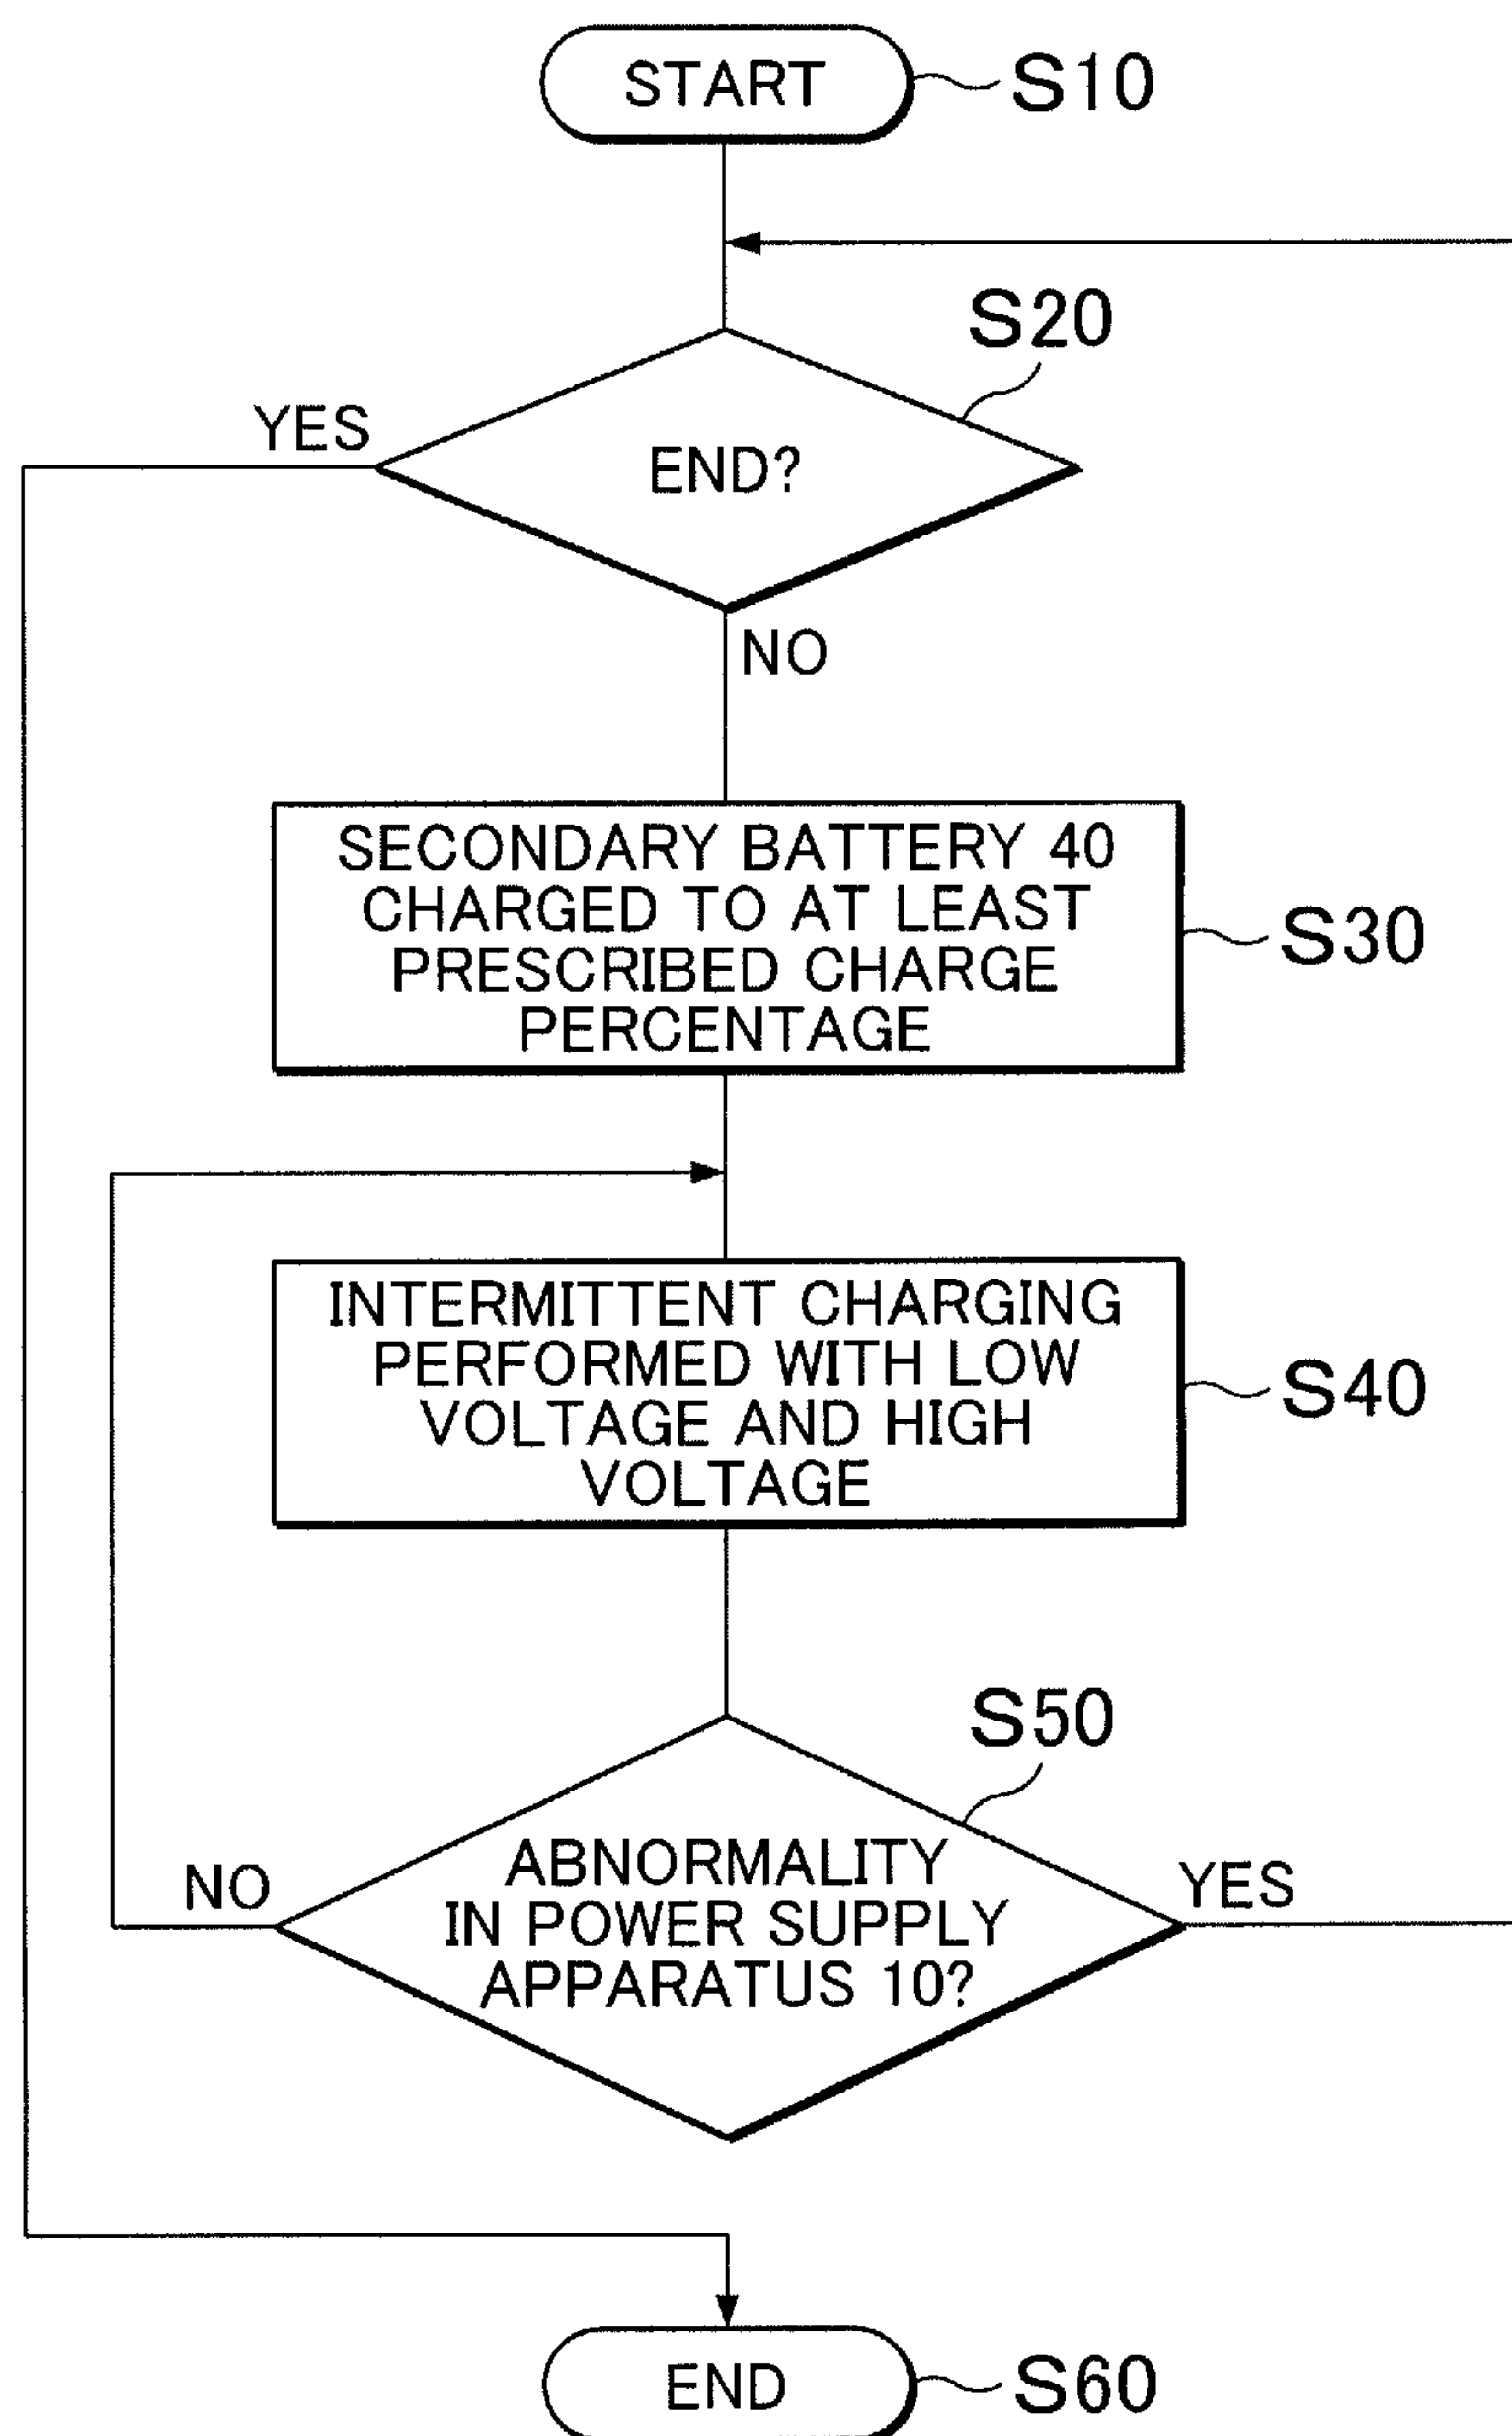 START
S10
S20
YES
END?
NO
SECONDARY BATTERY 40
CHARGED TO AT LEAST
PRESCRIBED CHARGE
PERCENTAGE
S30
INTERMITTENT CHARGING
PERFORMED WITH LOW
VOLTAGE AND HIGH
VOLTAGE
S40
S50
ABNORMALITY
IN POWER SUPPLY
APPARATUS 10?
NO
YES
END
S60